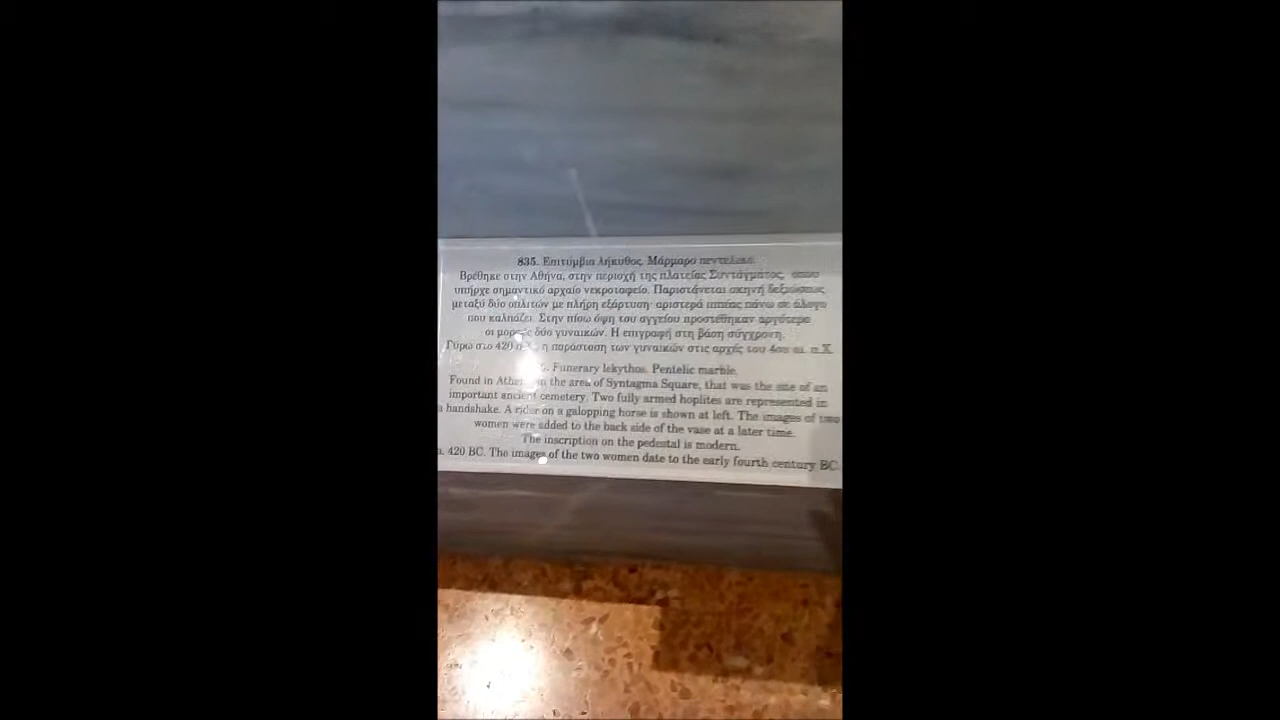 835. Επιτύμβια λήκυθος. Μάρμαρο πεντελικό.
Βρέθηκε στην Αθήνα, στην περιοχή της πλατείας Συντάγματος, όπου
υπήρχε σημαντικό αρχαίο νεκροταφείο. Παριστάνεται σκηνή δεξιώσεως
μεταξύ δύο οπλιτών με πλήρη εξάρτυση· αριστερά ιππέας πάνω σε άλογο
που καλπάζει. Στην πίσω όψη του αγγείου προστέθηκαν αργότερα
οι δύο γυναικών. Η επιγραφή στη βάση σύγχρονη.
Γύρω στο 420 η παράσταση των γυναικών στις αρχές του 4ου αι. π.Χ.
Funerary lekythos. Pentelic marble.
Found in in the area of Syntagma Square, that was the site of an
important ancient cemetery. Two fully armed hoplites are represented in
a handshake. A rider on a galopping horse is shown at left. The images of two
women were added to the back side of the vase at a later time.
The inscription on the pedestal is modern.
420 BC. The images of the two women date to the early fourth century BC.